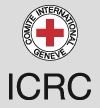 COMITE INTERNATIONAL
GENEVE
ICRC